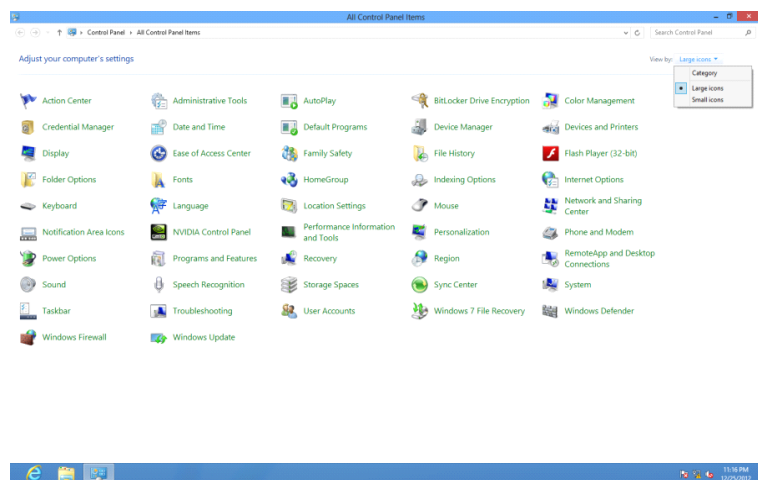 All Control Panel Items
Control Panel All Control Panel Items
Search Control Panel
Adjust your computer's settings
View by: Large icons
Category
Large icons
Small icons
Action Center
Administrative Tools
AutoPlay
BitLocker Drive Encryption
Color Management
Credential Manager
Date and Time
Default Programs
Device Manager
Devices and Printers
Display
Ease of Access Center
Family Safety
File History
Flash Player (32-bit)
Folder Options
Fonts
HomeGroup
Indexing Options
Internet Options
Keyboard
Language
Location Settings
Mouse
Network and Sharing
Center
Notification Area Icons
NVIDIA Control Panel
Performance Information
and Tools
Personalization
Phone and Modem
Power Options
Programs and Features
Recovery
Region
RemoteApp and Desktop
Connections
Sound
Speech Recognition
Storage Spaces
Sync Center
System
Taskbar
Troubleshooting
User Accounts
Windows 7 File Recovery
Windows Defender
Windows Firewall
Windows Update
11:16 PM
12/25/2012